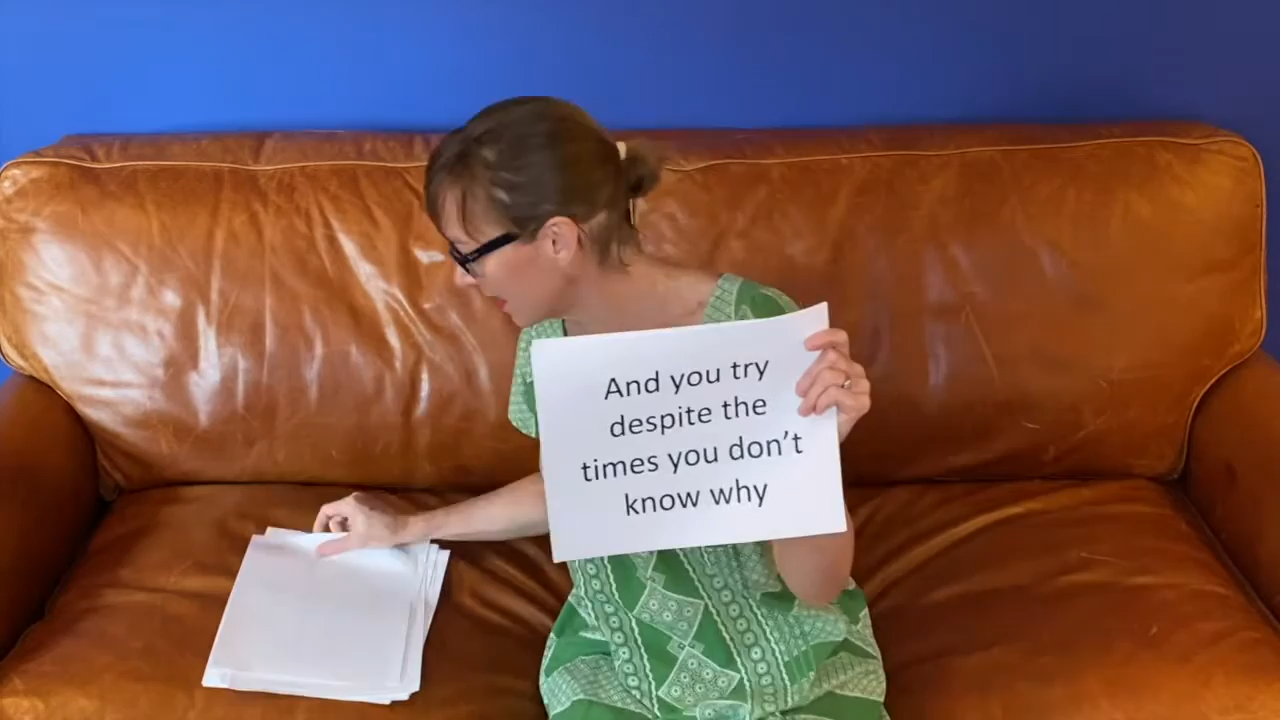 And you try
despite the
times you don’t
know why